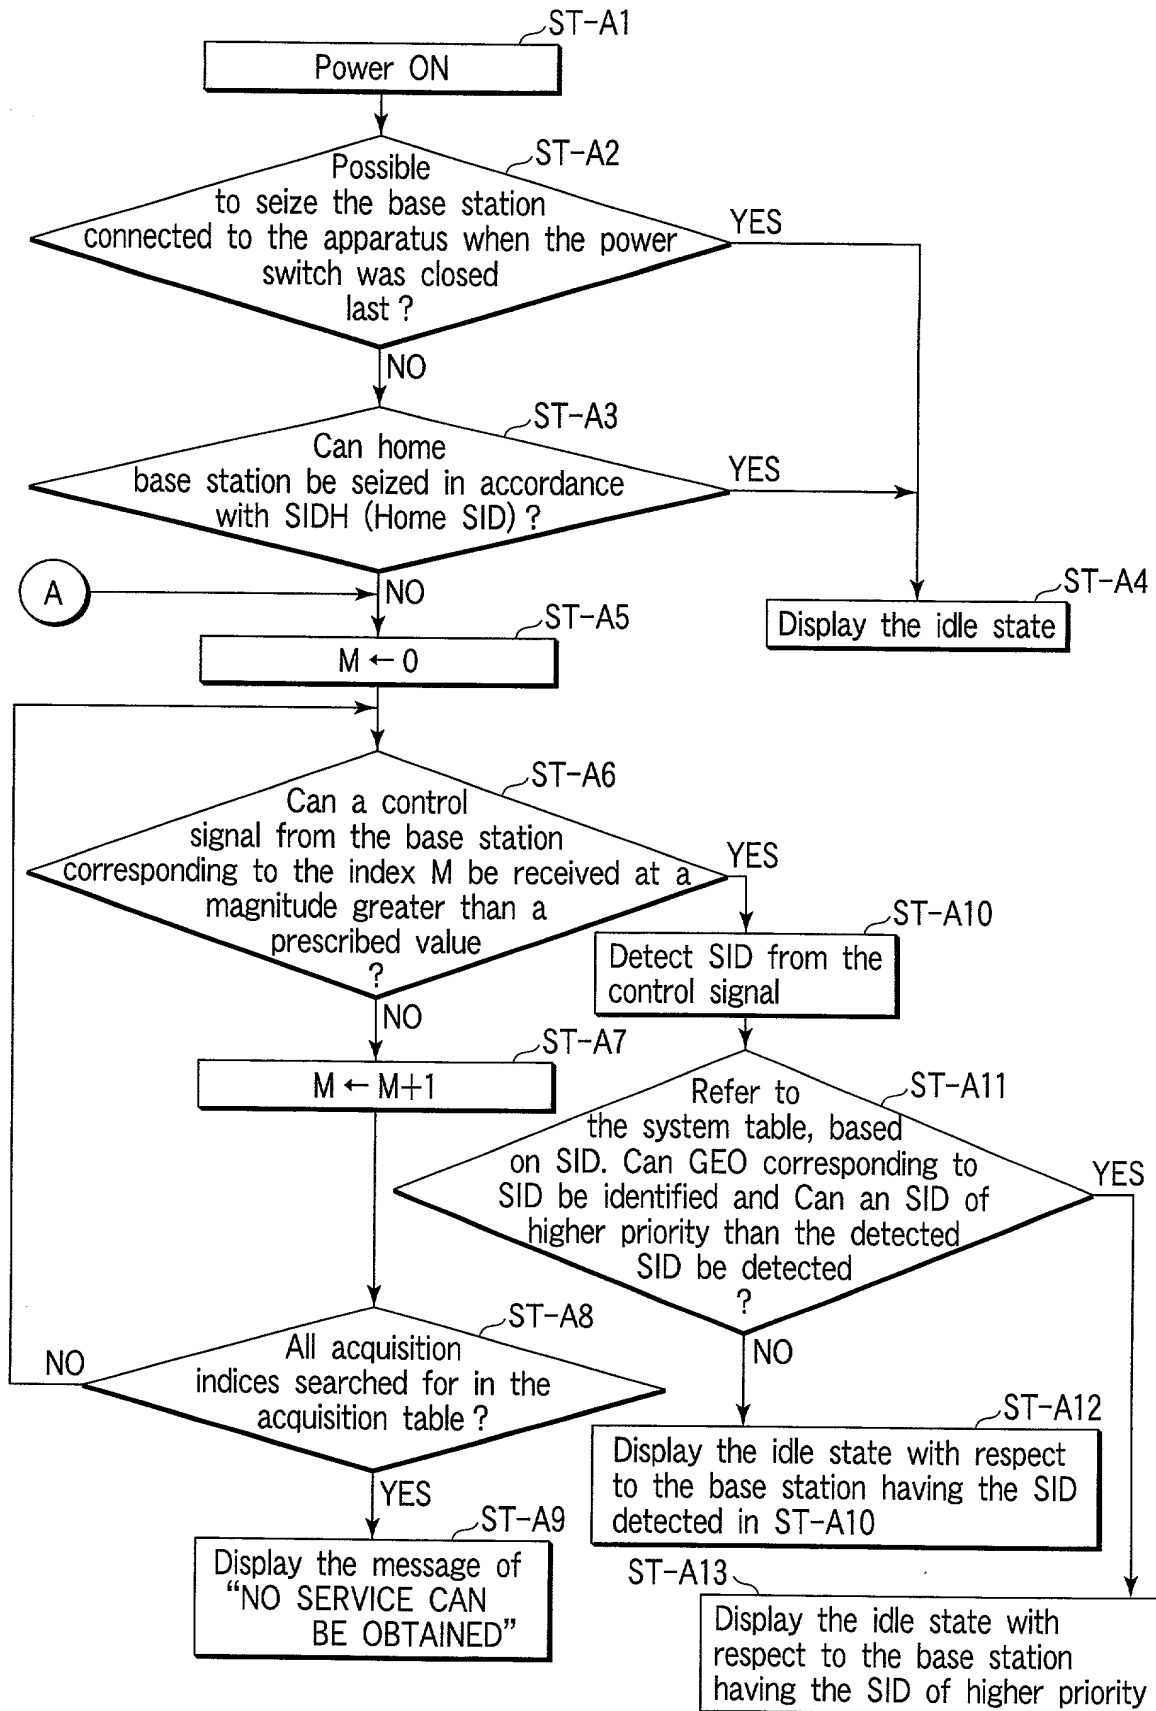 ST-A1
Power ON
ST-A2
Possible
to seize the base station
connected to the apparatus when the power
switch was closed
last ?
YES
NO
ST-A3
Can home
base station be seized in accordance
with SIDH (Home SID) ?
YES
A
NO
ST-A4
Display the idle state
ST-A5
M ← 0
ST-A6
Can a control
signal from the base station
corresponding to the index M be received at a
magnitude greater than a
prescribed value
?
YES
NO
ST-A10
Detect SID from the
control signal
ST-A7
M ← M+1
ST-A11
Refer to
the system table, based
on SID. Can GEO corresponding to
SID be identified and Can an SID of
higher priority than the detected
SID be detected
?
YES
NO
ST-A8
All acquisition
indices searched for in the
acquisition table ?
NO
YES
ST-A12
Display the idle state with respect
to the base station having the SID
detected in ST-A10
ST-A9
Display the message of
“NO SERVICE CAN
BE OBTAINED”
ST-A13
Display the idle state with
respect to the base station
having the SID of higher priority